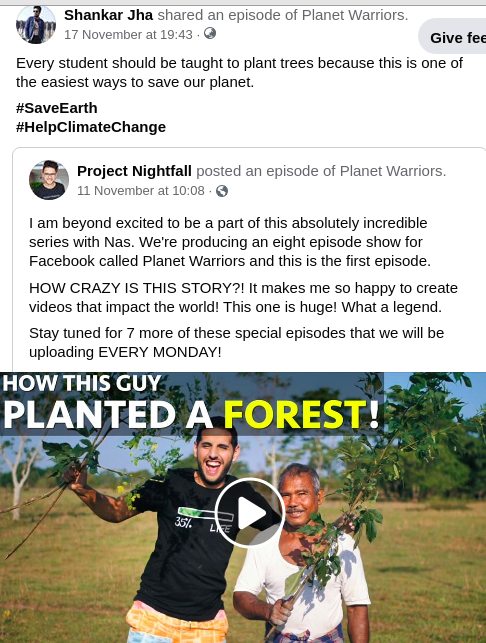 Shankar Jha shared an episode of Planet Warriors.
17 November at 19:43 ·
Give fee
Every student should be taught to plant trees because this is one of
the easiest ways to save our planet.
#SaveEarth
#HelpClimateChange
Project Nightfall posted an episode of Planet Warriors.
11 November at 10:08 ·
I am beyond excited to be a part of this absolutely incredible
series with Nas. We're producing an eight episode show for
Facebook called Planet Warriors and this is the first episode.
HOW CRAZY IS THIS STORY?! It makes me so happy to create
videos that impact the world! This one is huge! What a legend.
Stay tuned for 7 more of these special episodes that we will be
uploading EVERY MONDAY!
HOW THIS GUY
PLANTED A FOREST!
35% LIFE